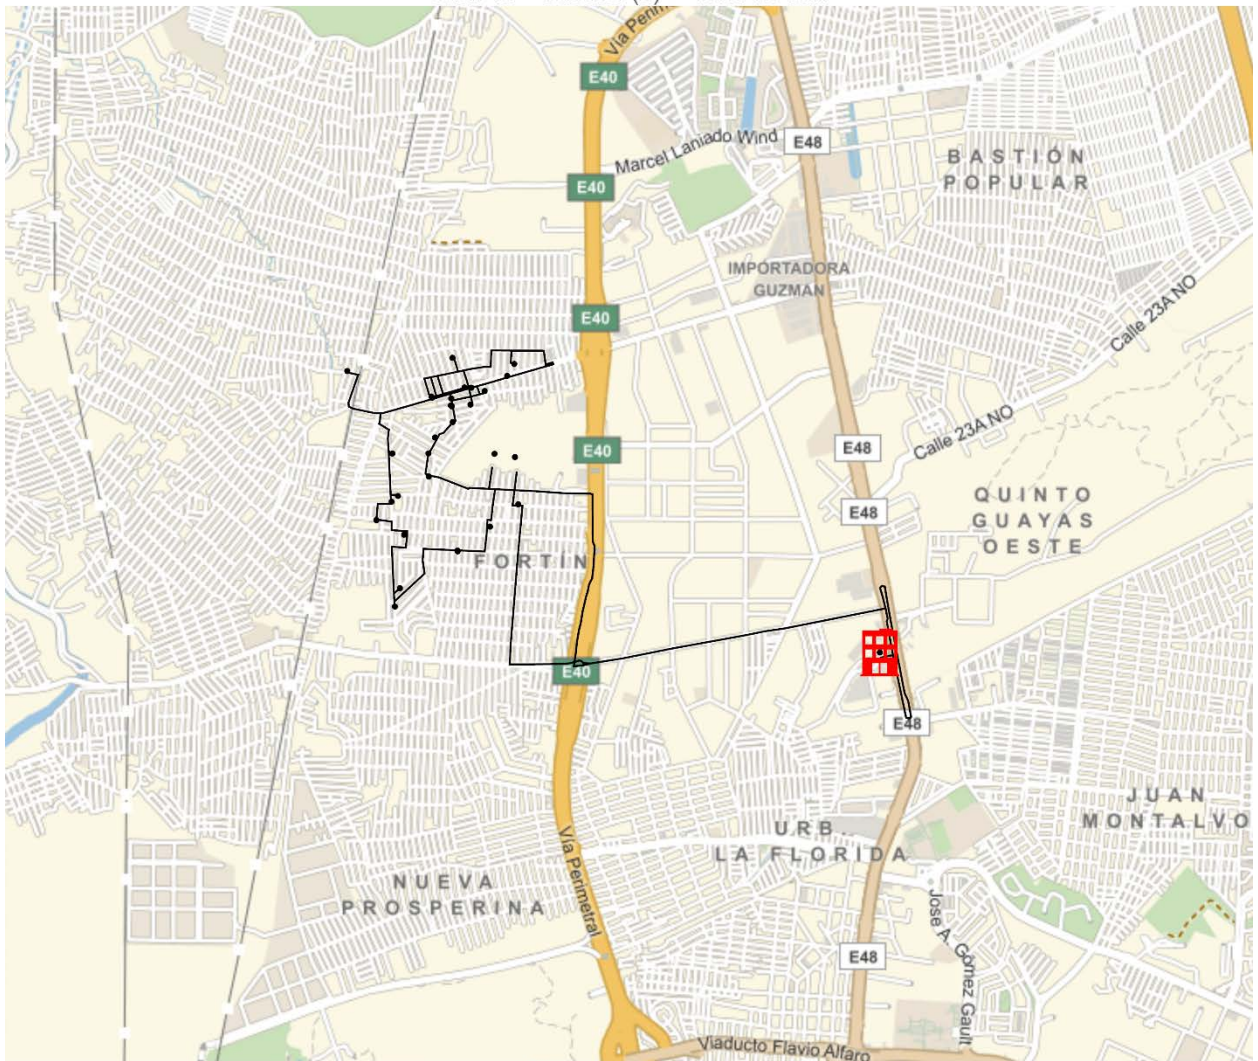 Vía Perim
E40
Marcel Laniado Wind
E48
BASTIÓN
POPULAR
E40
IMPORTADORA
GUZMAN
E40
Calle 23A NO
Calle 23A NO
E40
E48
E48
QUINTO
GUAYAS
OESTE
FORTÍN
E40
E48
JUAN
MONTALVO
URB.
LA FLORIDA
Vía Perimetral
NUEVA
PROSPERINA
Jose A. Gómez Gault
E48
Viaducto Flavio Alfaro